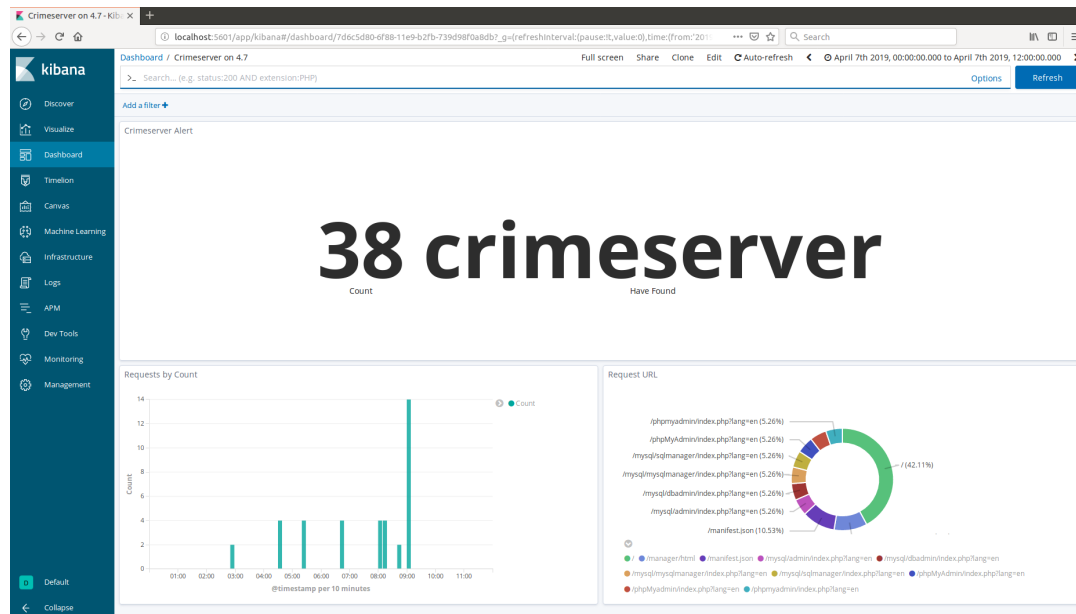 Crimeserver on 4.7 - Kib
localhost:5601/app/kibana#/dashboard/7d6c5d80-6f88-11e9-b2fb-739d98f0a8db?_g=(refreshInterval:(pause:!t,value:0),time:(from:'201
Search
kibana
Dashboard / Crimeserver on 4.7
Full screen Share Clone Edit Auto-refresh April 7th 2019, 00:00:00.000 to April 7th 2019, 12:00:00.000
>_ Search... (e.g. status:200 AND extension:PHP)
Options
Refresh
Add a filter +
Discover
Visualize
Dashboard
Timelion
Canvas
Machine Learning
Infrastructure
Logs
APM
Dev Tools
Monitoring
Management
D Default
Collapse
Crimeserver Alert
38 crimeserver
Count Have Found
Requests by Count
14
12
10
8
6
4
2
0
Count
01:00 02:00 03:00 04:00 05:00 06:00 07:00 08:00 09:00 10:00 11:00
@timestamp per 10 minutes
Count
Request URL
/phpmyadmin/index.php?lang=en (5.26%)
/phpMyAdmin/index.php?lang=en (5.26%)
/mysql/sqlmanager/index.php?lang=en (5.26%)
/mysql/mysqlmanager/index.php?lang=en (5.26%)
/mysql/dbadmin/index.php?lang=en (5.26%)
/mysql/admin/index.php?lang=en (5.26%)
/manifest.json (10.53%)
/ (42.11%)
/ /manager/html /manifest.json /mysql/admin/index.php?lang=en /mysql/dbadmin/index.php?lang=en
/mysql/mysqlmanager/index.php?lang=en /mysql/sqlmanager/index.php?lang=en /phpMyAdmin/index.php?lang=en
/phpMyadmin/index.php?lang=en /phpmyadmin/index.php?lang=en